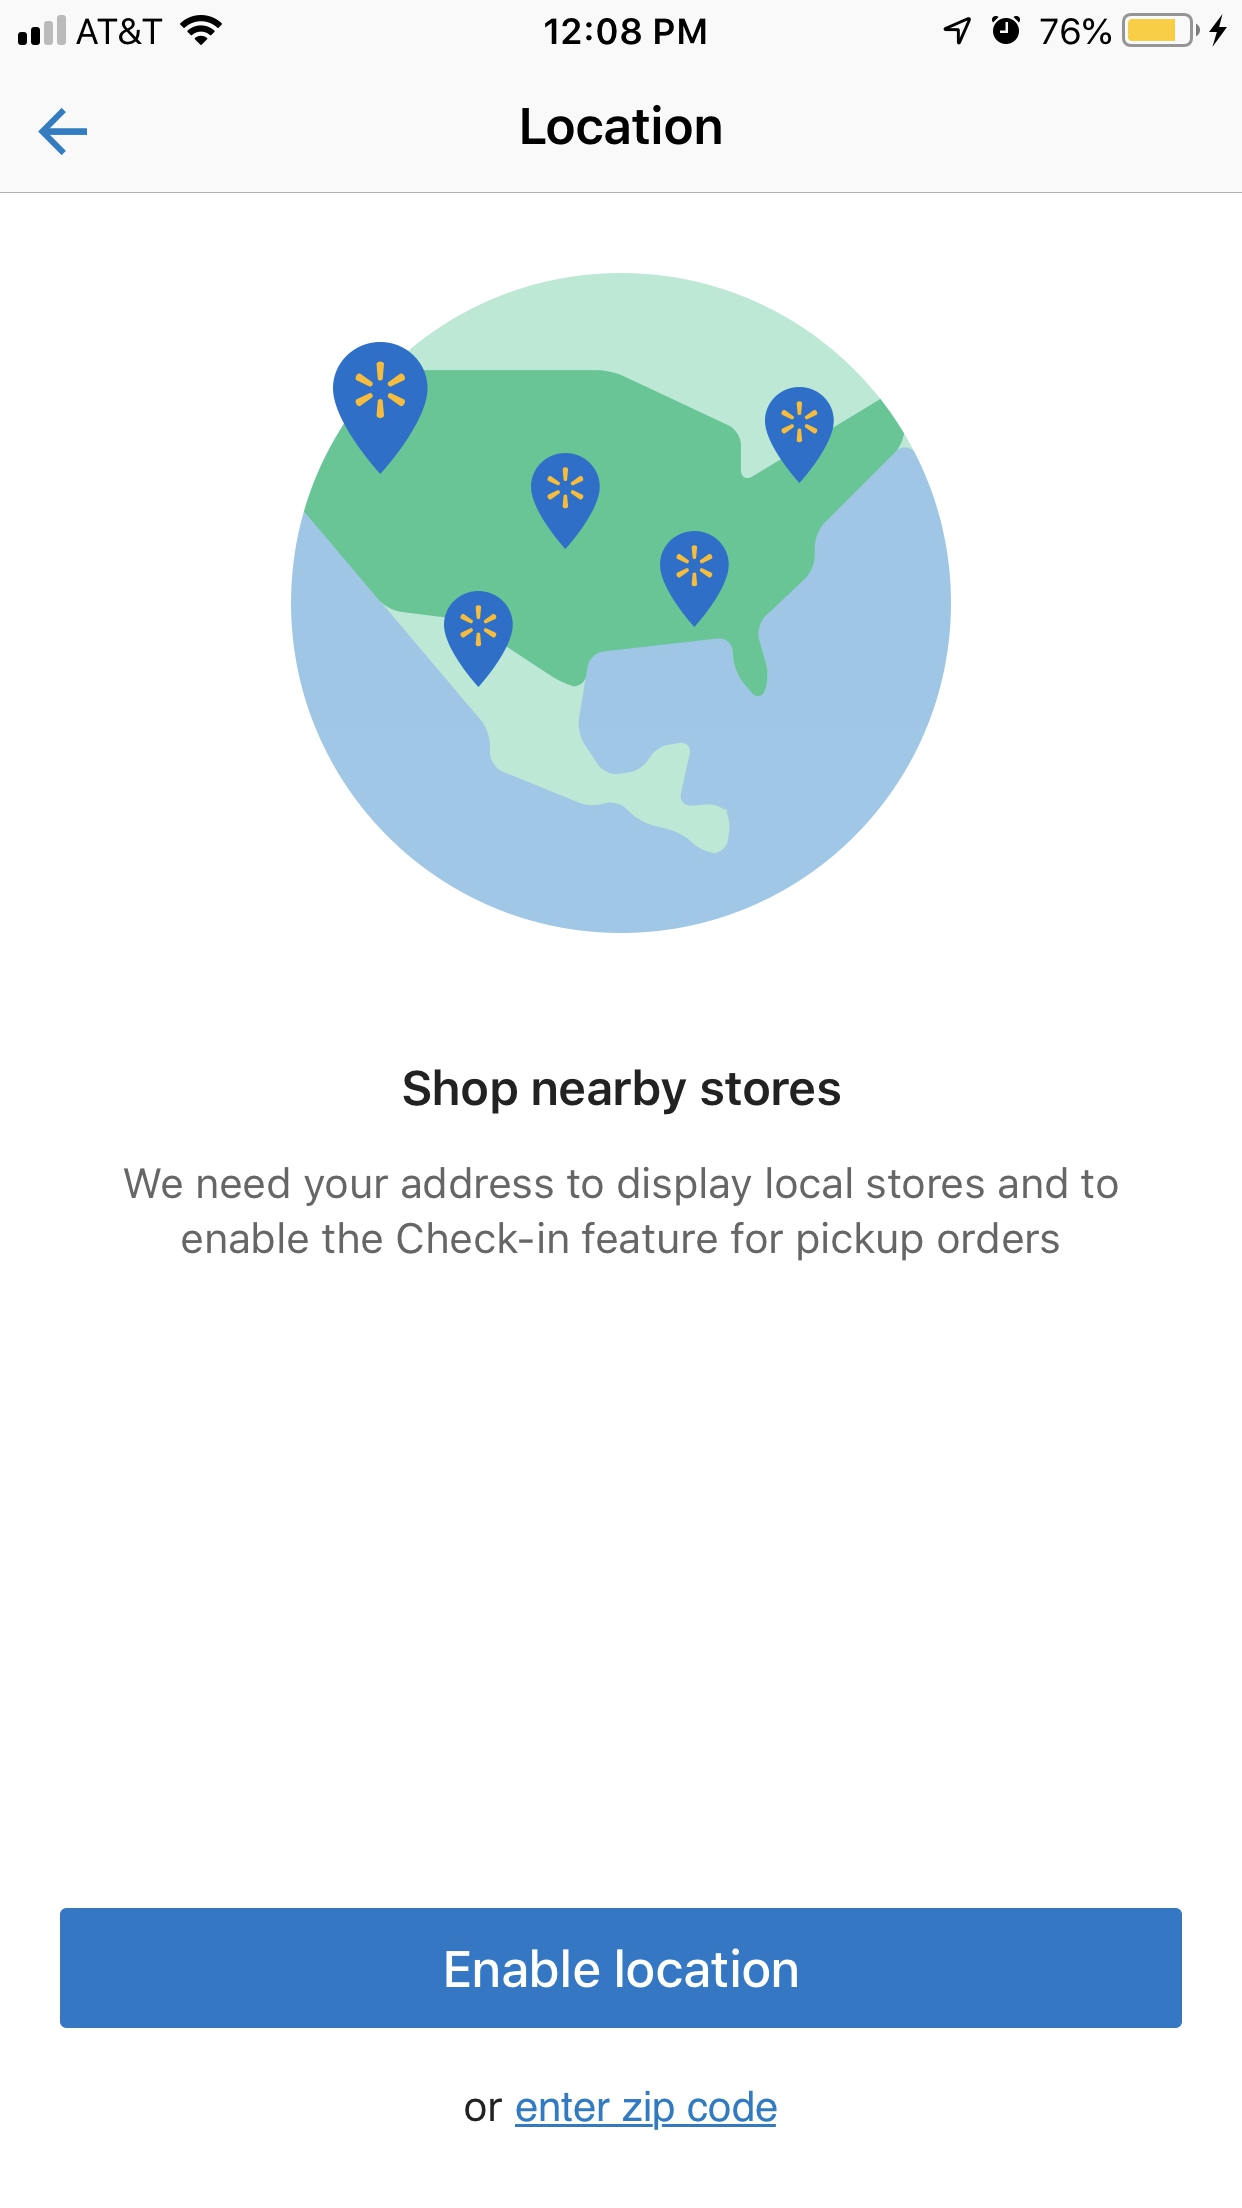 AT&T 12:08 PM 76%
Location
Shop nearby stores
We need your address to display local stores and to
enable the Check-in feature for pickup orders
Enable location
or enter zip code